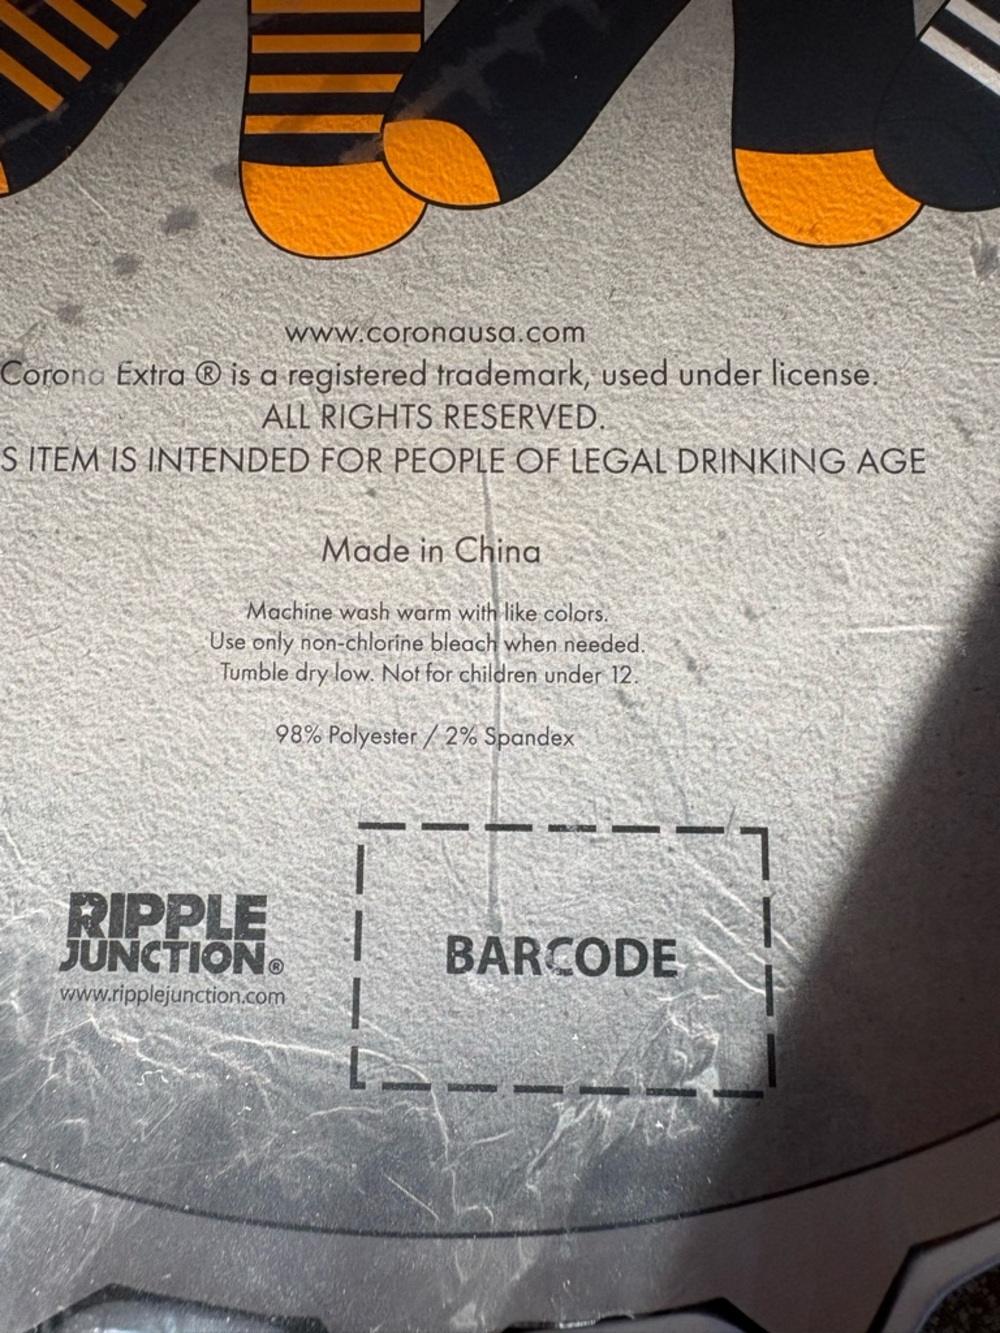 www.coronausa.com
Corona Extra ® is a registered trademark, used under license.
ALL RIGHTS RESERVED.
S ITEM IS INTENDED FOR PEOPLE OF LEGAL DRINKING AGE
Made in China
Machine wash warm with like colors.
Use only non-chlorine bleach when needed.
Tumble dry low. Not for children under 12.
98% Polyester / 2% Spandex
RIPPLE
JUNCTION®
www.ripplejunction.com
BARCODE